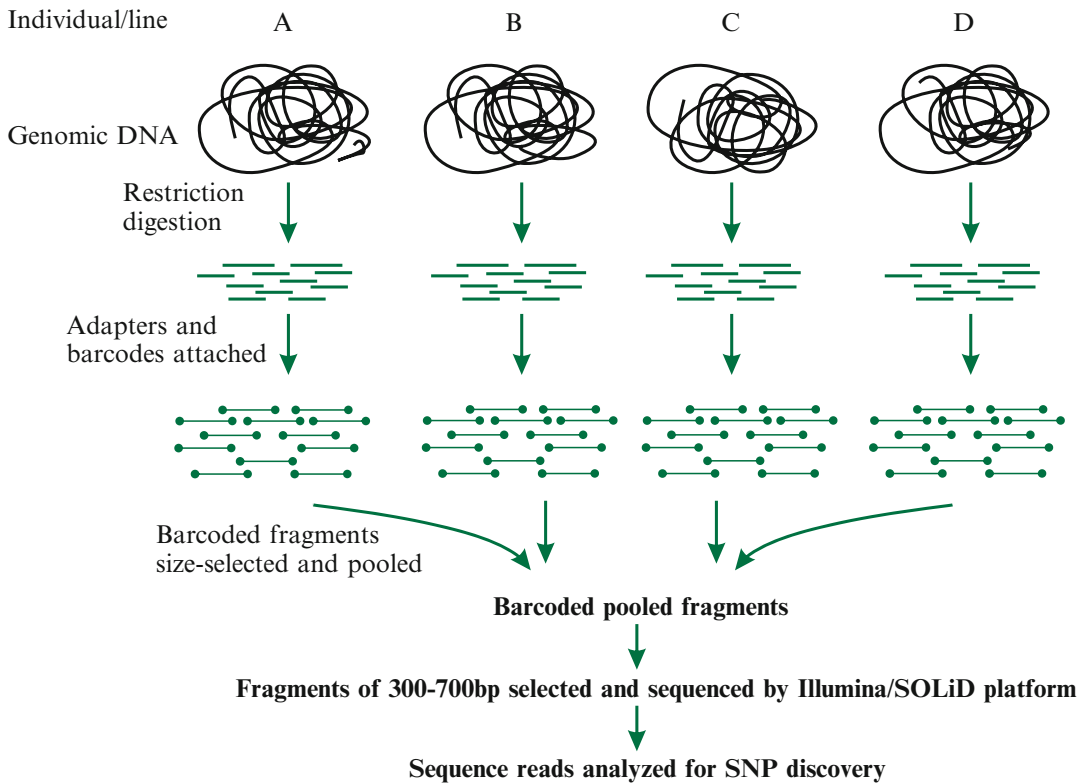 Individual/line A B C D
Genomic DNA
Restriction
digestion
Adapters and
barcodes attached
Barcoded fragments
size-selected and pooled
Barcoded pooled fragments
Fragments of 300-700bp selected and sequenced by Illumina/SOLiD platform
Sequence reads analyzed for SNP discovery